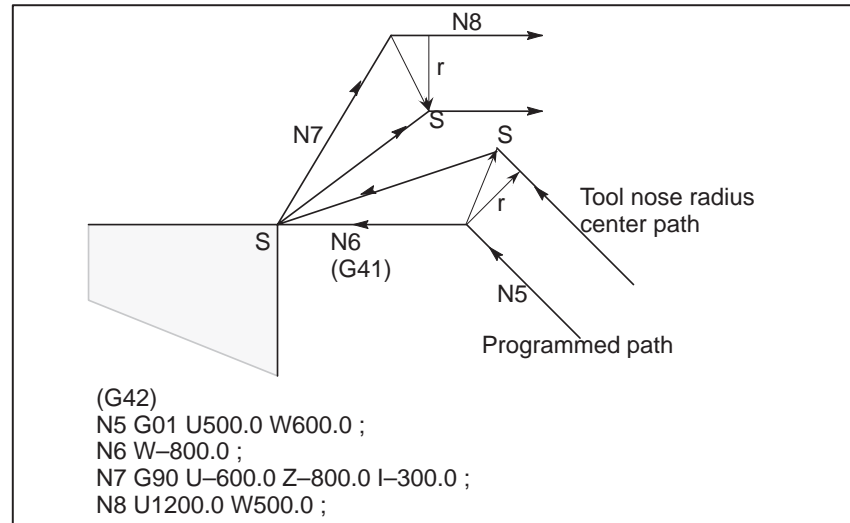 N8
r
S
N7
S
r
Tool nose radius
center path
S
N6
(G41)
N5
Programmed path
(G42)
N5 G01 U500.0 W600.0 ;
N6 W–800.0 ;
N7 G90 U–600.0 Z–800.0 I–300.0 ;
N8 U1200.0 W500.0 ;